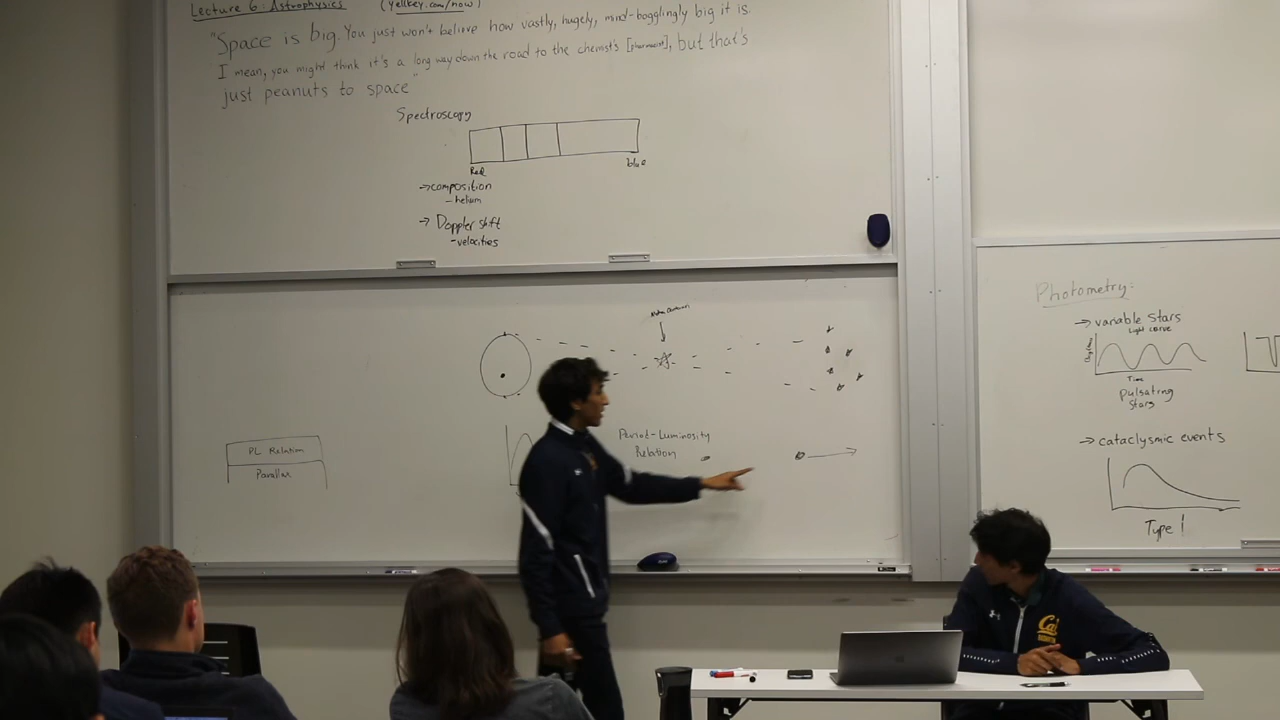 Lecture 6: Astrophysics (yellkey.com/now)
"Space is big. You just won't believe how vastly, hugely, mind-bogglingly big it is.
I mean, you might think it's a long way down the road to the chemist's [pharmacist], but that's
just peanuts to space"
Spectroscopy
Red
blue
→composition
- helium
→ Doppler shift
- velocities
PL Relation
Parallax
Period-Luminosity
Relation
Photometry:
→ variable stars
Light curve
Time
Pulsating
stars
→ cataclysmic events
Type 1
Cal